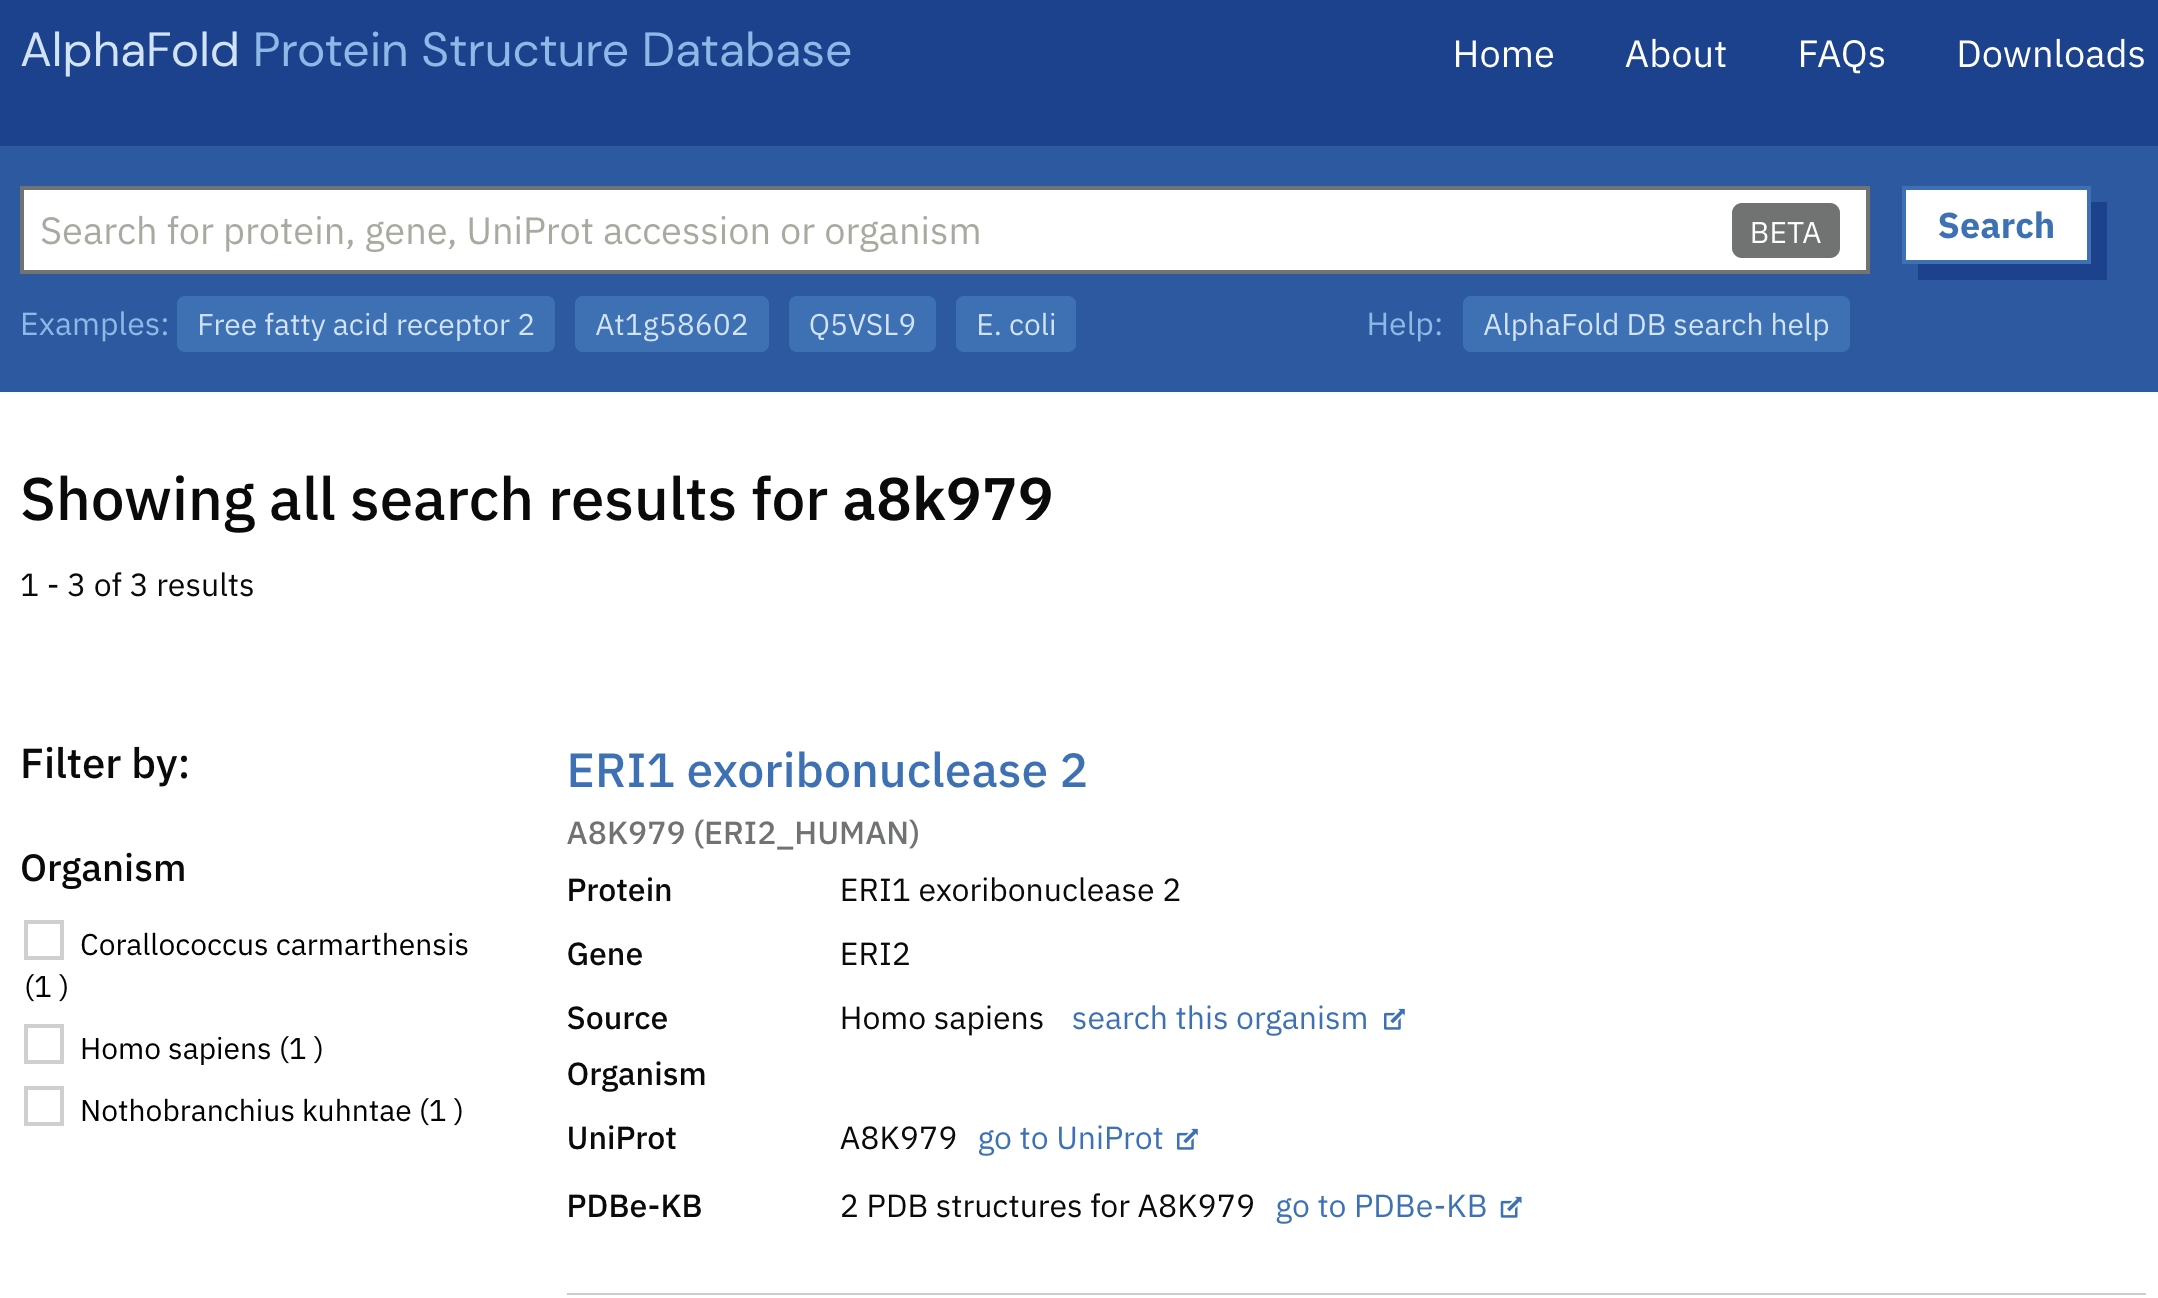 AlphaFold Protein Structure Database
Home About FAQs Downloads
Search for protein, gene, UniProt accession or organism BETA Search
Examples: Free fatty acid receptor 2 At1g58602 Q5VSL9 E. coli Help: AlphaFold DB search help
Showing all search results for a8k979
1 - 3 of 3 results
Filter by:
Organism
Corallococcus carmarthensis
(1 )
Homo sapiens (1 )
Nothobranchius kuhntae (1 )
ERI1 exoribonuclease 2
A8K979 (ERI2_HUMAN)
Protein ERI1 exoribonuclease 2
Gene ERI2
Source Homo sapiens search this organism
Organism
UniProt A8K979 go to UniProt
PDBe-KB 2 PDB structures for A8K979 go to PDBe-KB